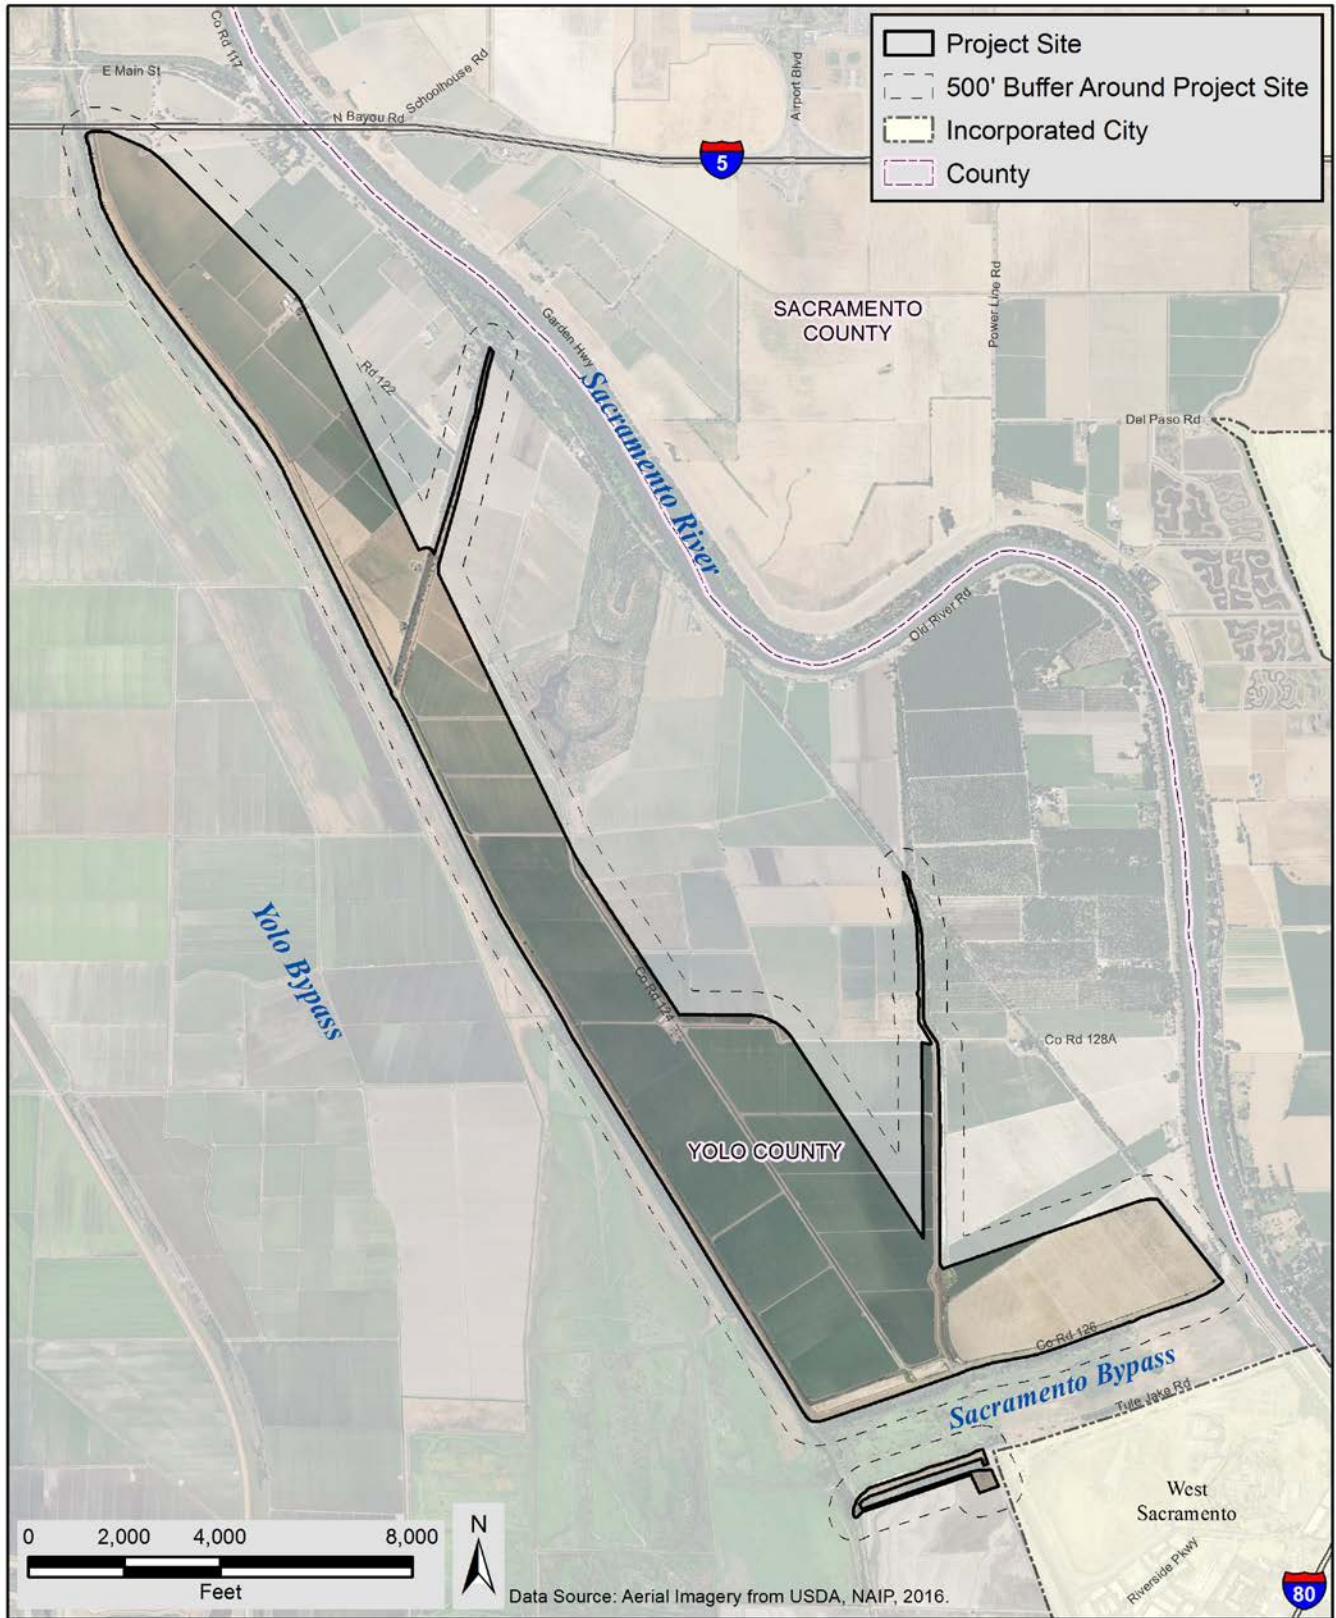 Project Site
500' Buffer Around Project Site
Incorporated City
County
Co Rd 117
E Main St
Schoolhouse Rd
N Bayou Rd
Airport Blvd
5
SACRAMENTO
COUNTY
Power Line Rd
Garden Hwy
Rd 122
Sacramento River
Del Paso Rd
Old River Rd
Yolo Bypass
Co Rd 124
Co Rd 128A
YOLO COUNTY
Co Rd 126
Sacramento Bypass
Tule Jake Rd
West
Sacramento
Riverside Pkwy
80
0 2,000 4,000 8,000
Feet
N
Data Source: Aerial Imagery from USDA, NAIP, 2016.